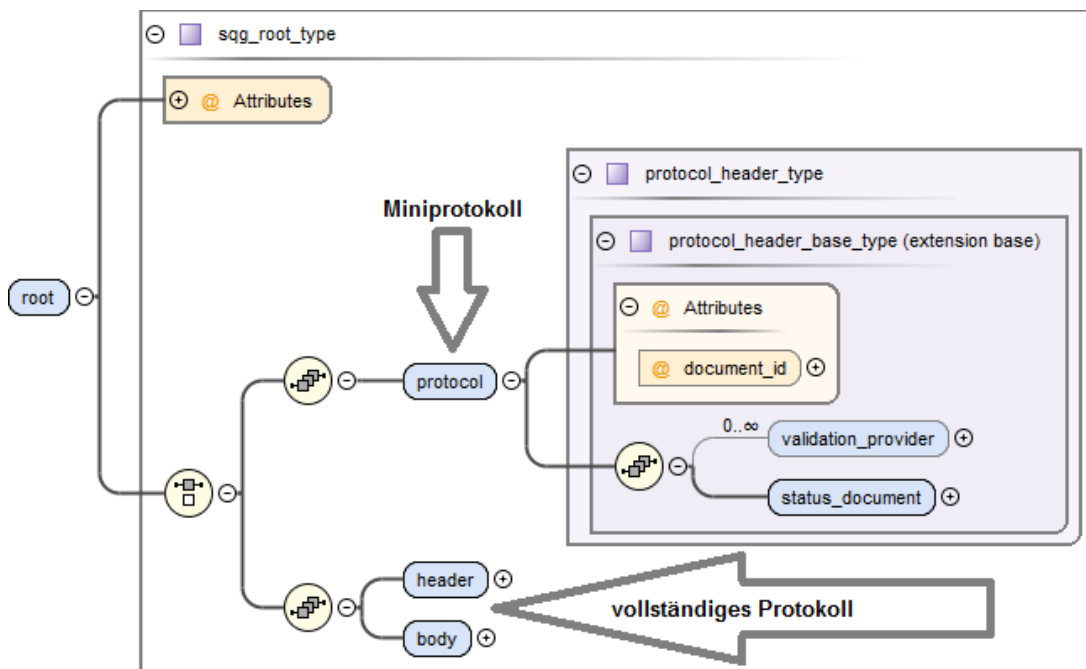 sqg_root_type
@ Attributes
protocol_header_type
Miniprotokoll
protocol_header_base_type (extension base)
@ Attributes
root
@ document_id
protocol
0..∞
validation_provider
status_document
header
vollständiges Protokoll
body